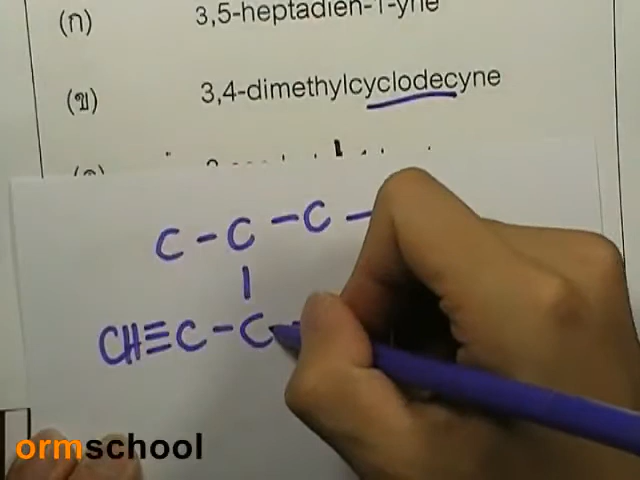 (ก) 3,5-heptadien-1-yne
(ข) 3,4-dimethylcyclodecyne
C - C - C -
CH≡C - C
ormschool